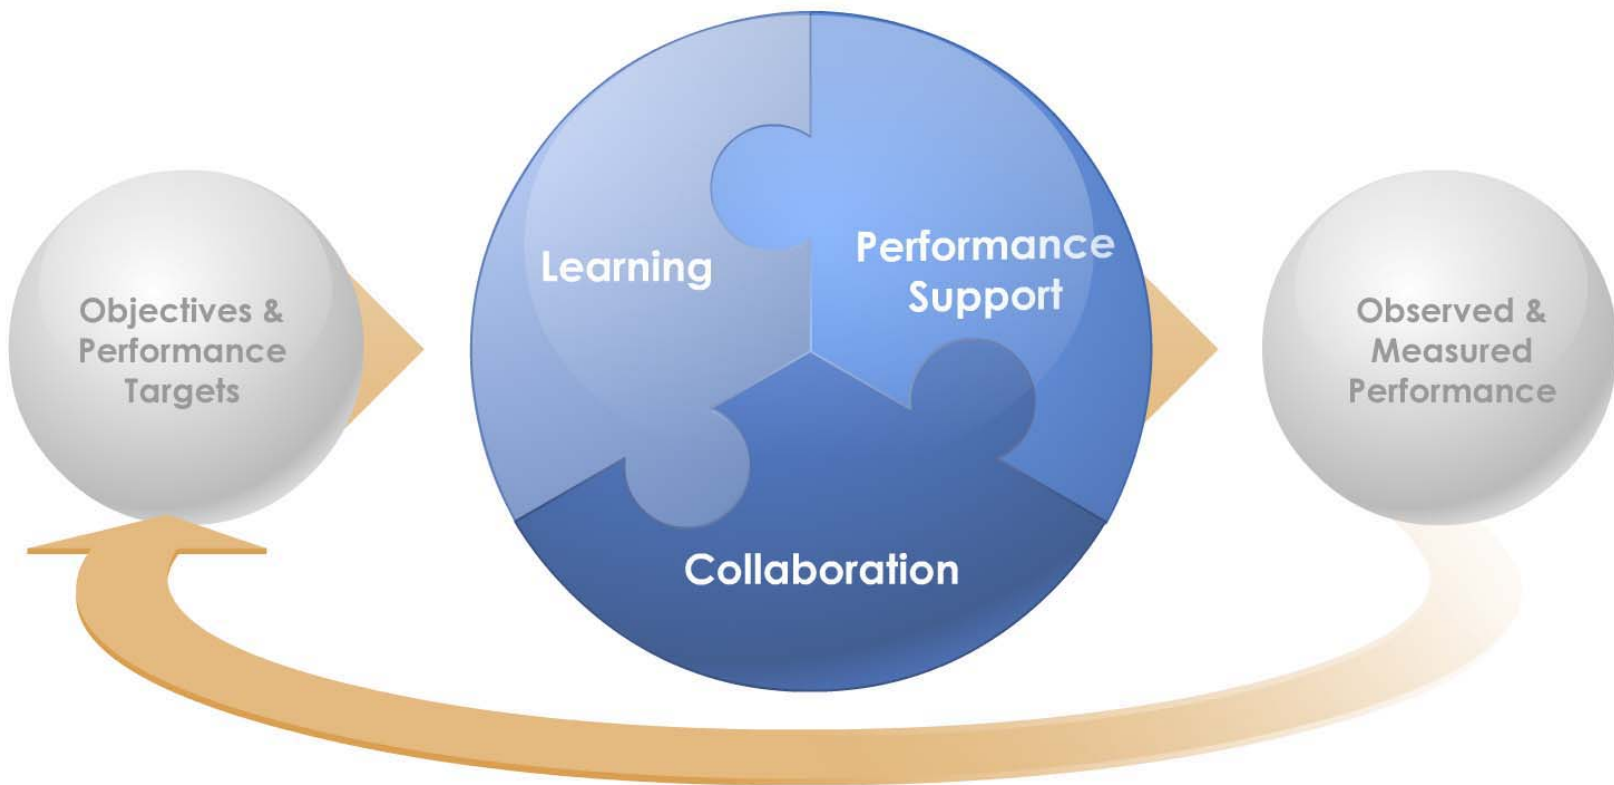 Objectives &
Performance
Targets
Learning
Performance
Support
Collaboration
Observed &
Measured
Performance